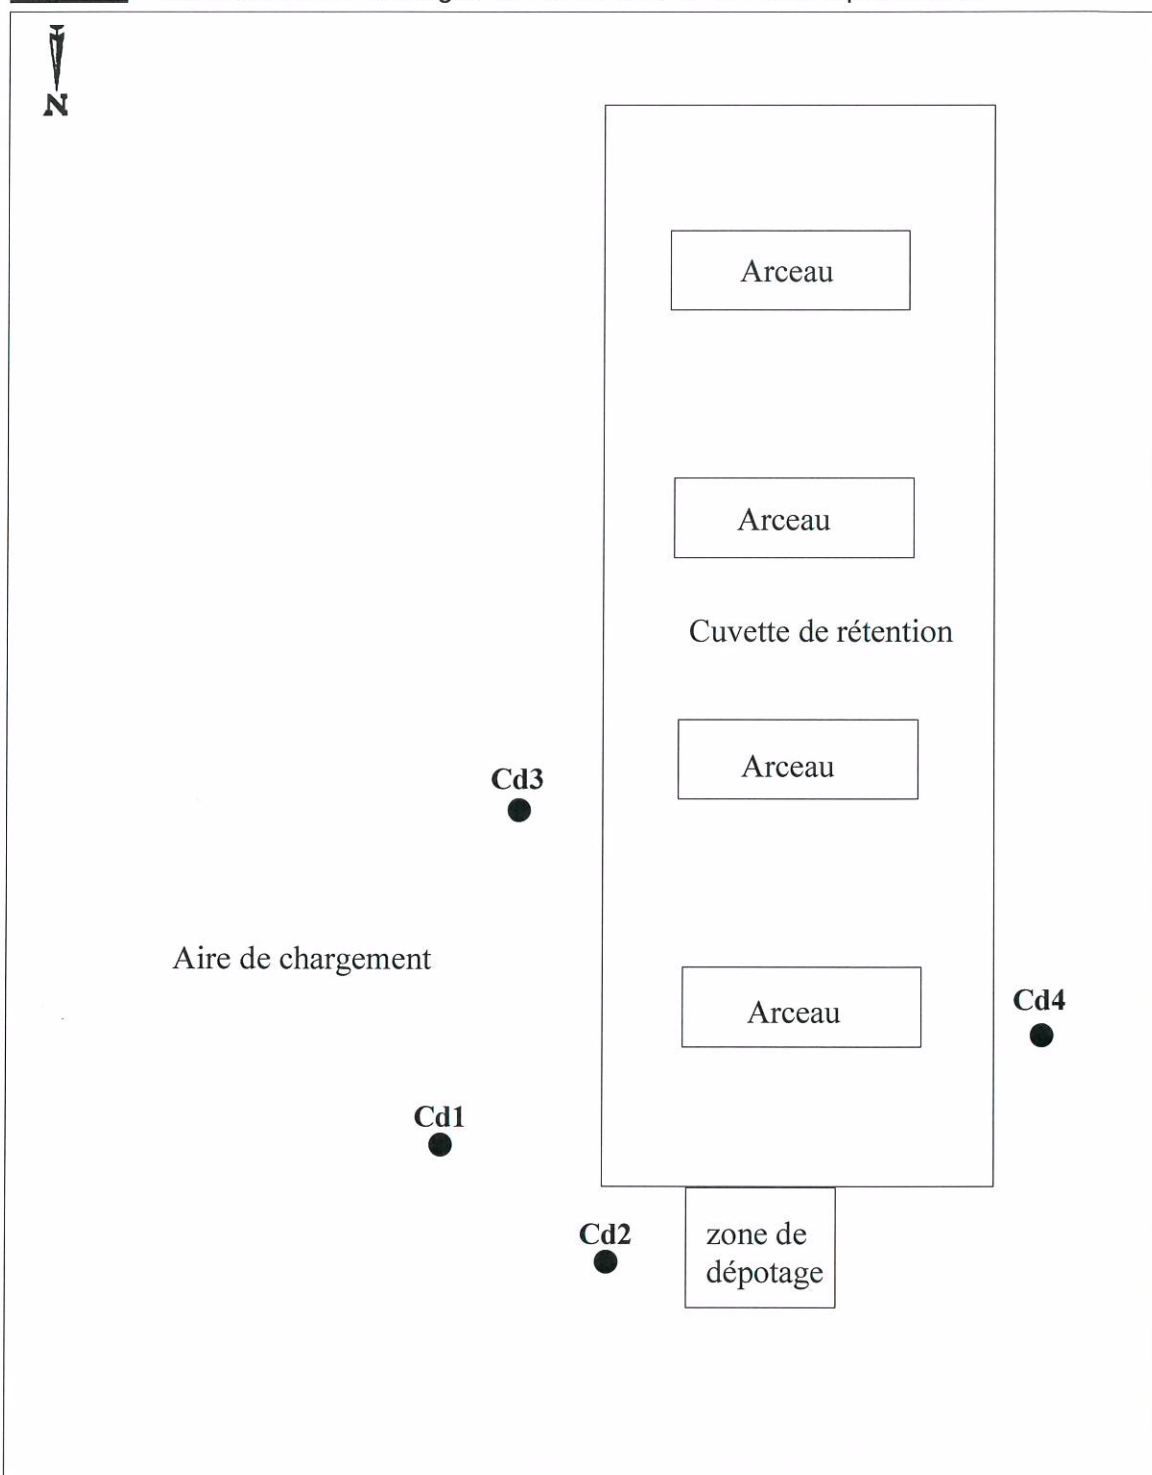 N
Arceau
Arceau
Cuvette de rétention
Arceau
Cd3
Aire de chargement
Arceau
Cd4
Cd1
Cd2
zone de
dépotage